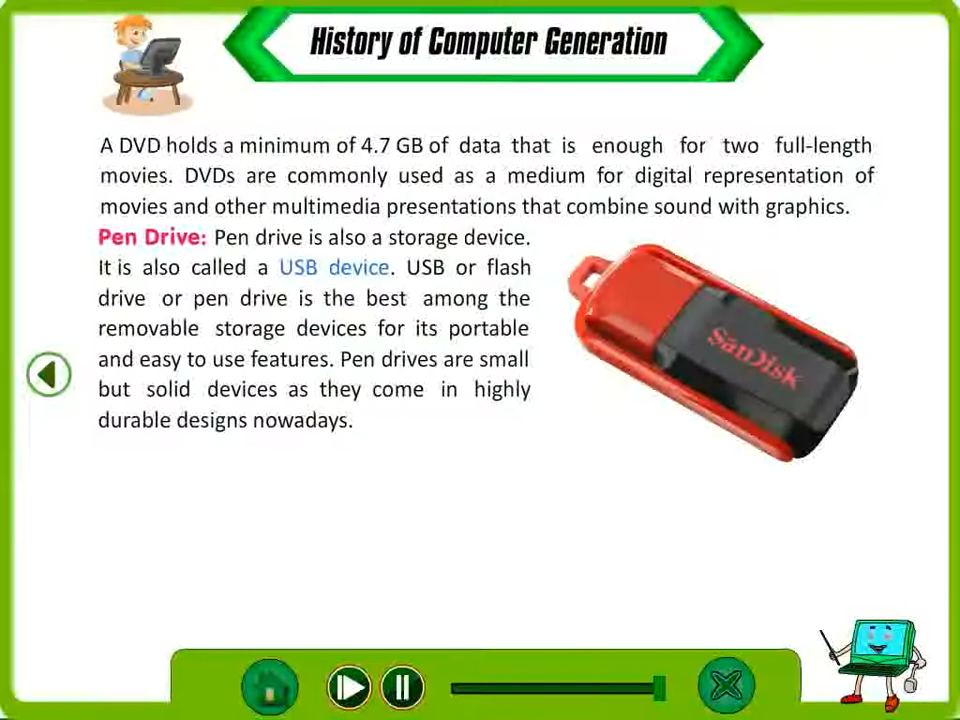 History of Computer Generation
A DVD holds a minimum of 4.7 GB of data that is enough for two full-length
movies. DVDs are commonly used as a medium for digital representation of
movies and other multimedia presentations that combine sound with graphics.
Pen Drive: Pen drive is also a storage device.
It is also called a USB device. USB or flash
drive or pen drive is the best among the
removable storage devices for its portable
and easy to use features. Pen drives are small
but solid devices as they come in highly
durable designs nowadays.
SanDisk